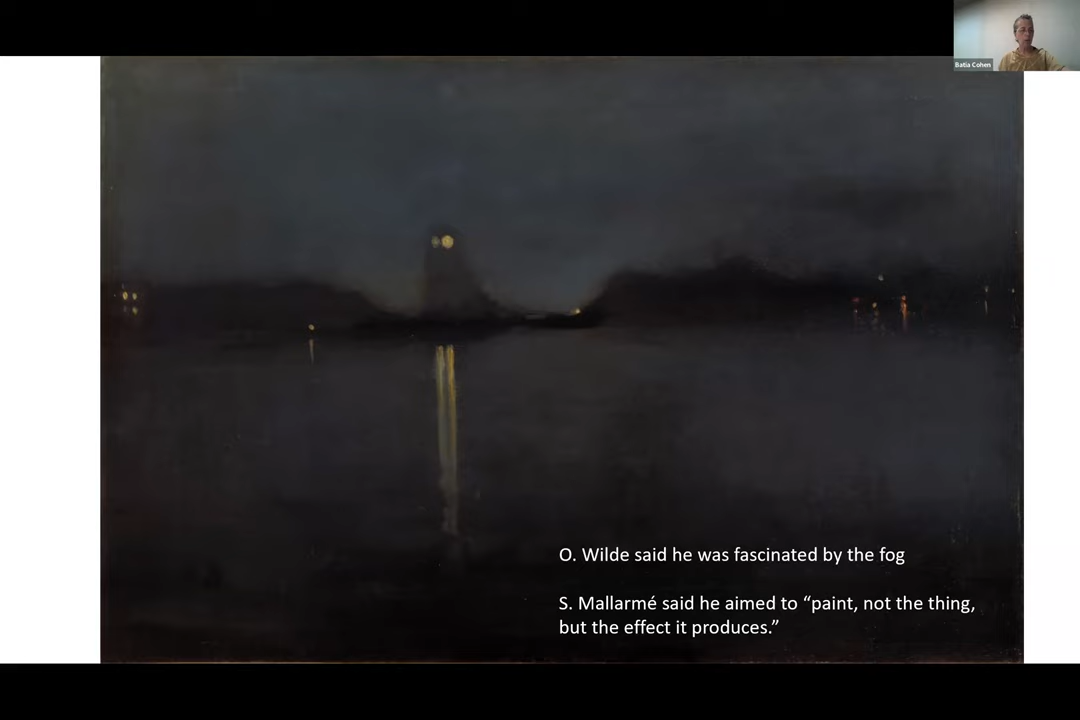 Batia Cohen
O. Wilde said he was fascinated by the fog
S. Mallarmé said he aimed to “paint, not the thing,
but the effect it produces.”